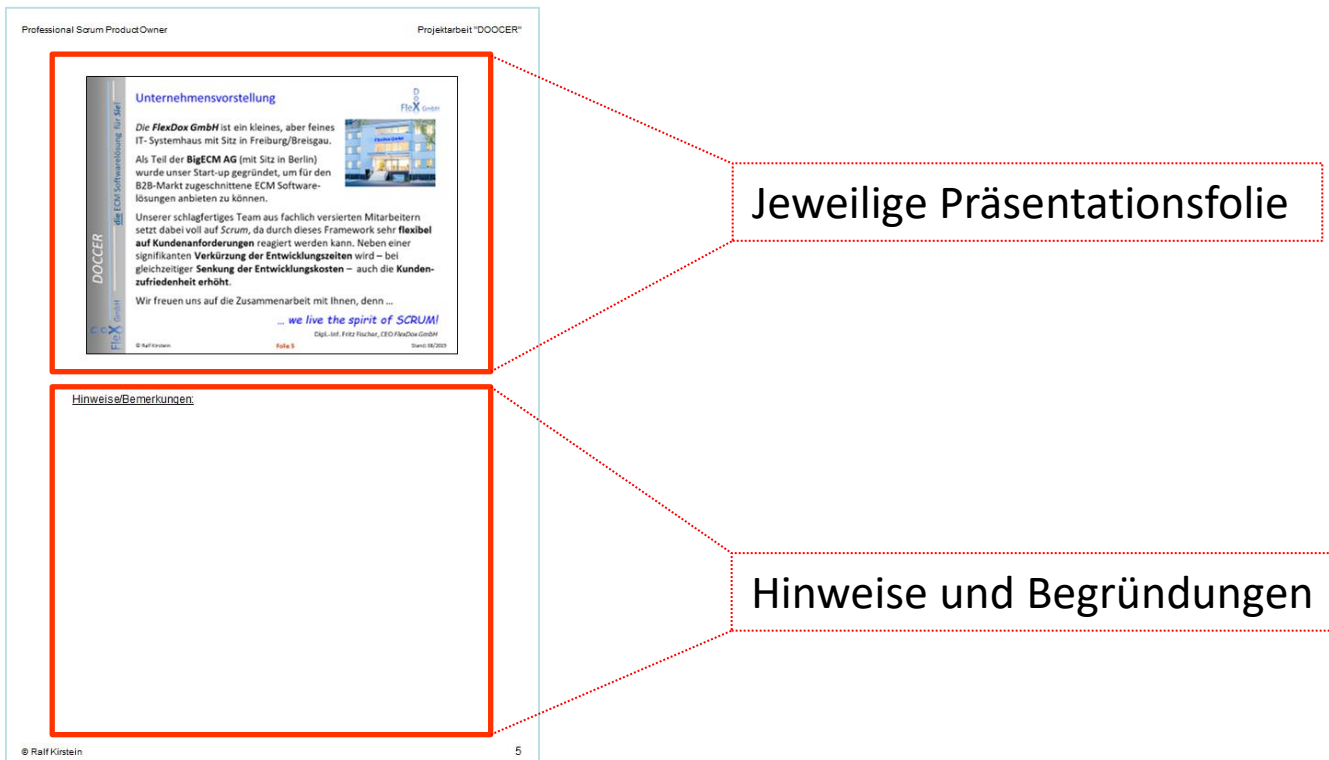 Professional Scrum ProductOwner
Projektarbeit "DOOCER"
Unternehmensvorstellung
D
o
FleX GmbH
Die FlexDox GmbH ist ein kleines, aber feines
IT- Systemhaus mit Sitz in Freiburg/Breisgau.
Als Teil der BigECM AG (mit Sitz in Berlin)
wurde unser Start-up gegründet, um für den
B2B-Markt zugeschnittene ECM Software-
lösungen anbieten zu können.
Unserer schlagfertiges Team aus fachlich versierten Mitarbeitern
setzt dabei voll auf Scrum, da durch dieses Framework sehr flexibel
auf Kundenanforderungen reagiert werden kann. Neben einer
signifikanten Verkürzung der Entwicklungszeiten wird – bei
gleichzeitiger Senkung der Entwicklungskosten – auch die Kunden-
zufriedenheit erhöht.
Wir freuen uns auf die Zusammenarbeit mit Ihnen, denn ...
... we live the spirit of SCRUM!
Dipl.-Inf. Fritz Fischer, CEO FlexDox GmbH
© Ralf Kirstein
Folie 5
DOCCER
die ECM Softwarelösung für Sie!
FleX GmbH
Jeweilige Präsentationsfolie
Hinweise/Bemerkungen:
Hinweise und Begründungen
© Ralf Kirstein
5